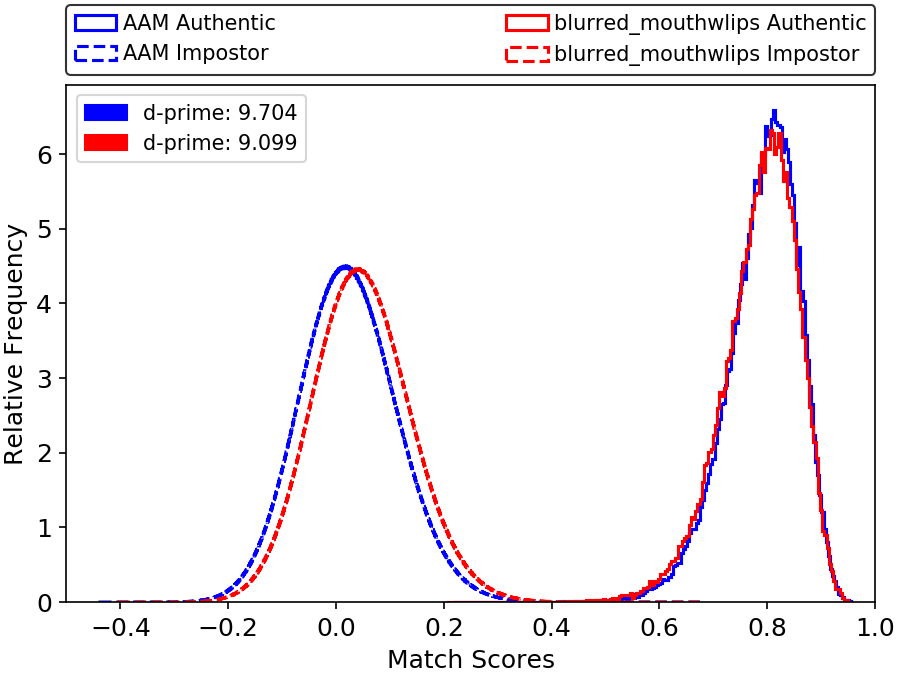 AAM Authentic
AAM Impostor
blurred_mouthwlips Authentic
blurred_mouthwlips Impostor
d-prime: 9.704
d-prime: 9.099
Relative Frequency
6
5
4
3
2
1
0
−0.4 −0.2 0.0 0.2 0.4 0.6 0.8 1.0
Match Scores